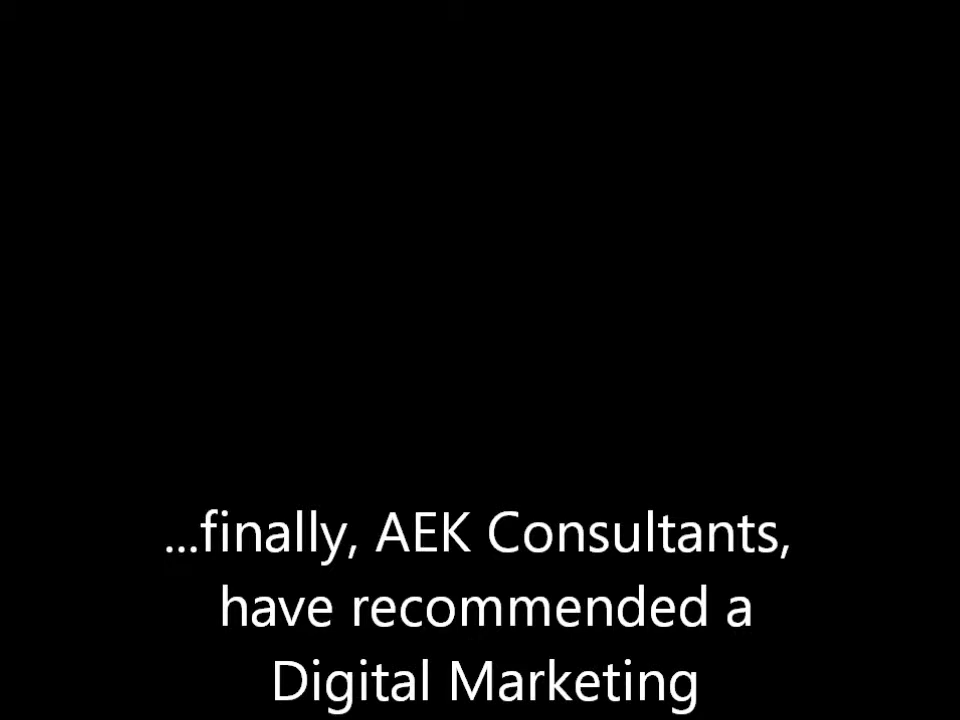 ...finally, AEK Consultants,
have recommended a
Digital Marketing